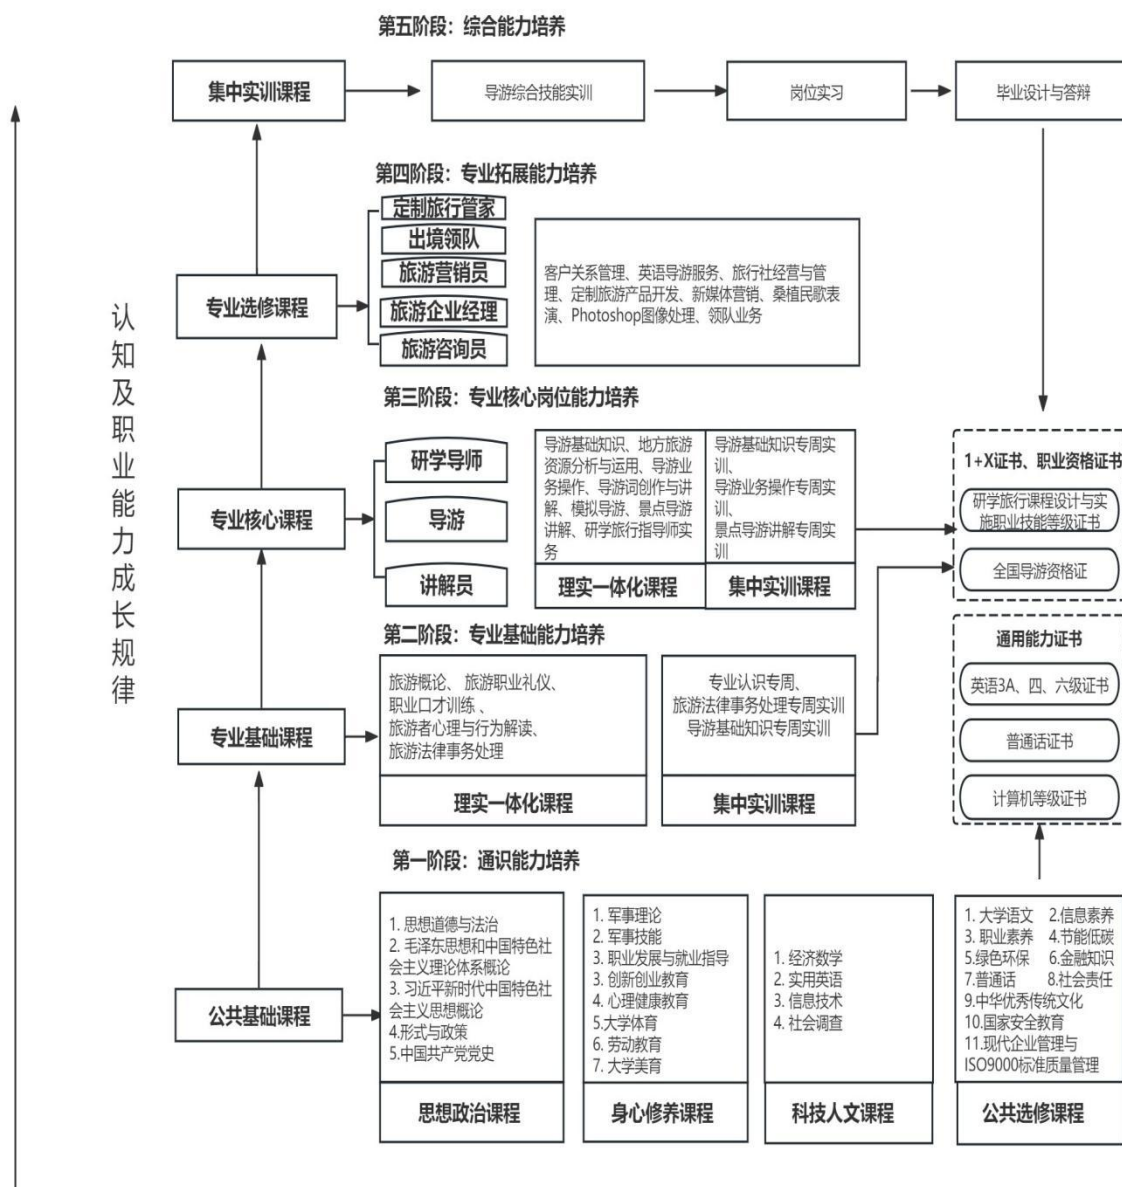 第五阶段：综合能力培养
集中实训课程
导游综合技能实训
岗位实习
毕业设计与答辩
第四阶段：专业拓展能力培养
专业选修课程
定制旅行管家
出境领队
旅游营销员
旅游企业经理
旅游咨询员
客户关系管理、英语导游服务、旅行社经营与管
理、定制旅游产品开发、新媒体营销、桑植民歌表
演、Photoshop图像处理、领队业务
认知及职业能力成长规律
第三阶段：专业核心岗位能力培养
专业核心课程
研学导师
导游
讲解员
导游基础知识、地方旅游
资源分析与运用、导游业
务操作、导游词创作与讲
解、模拟导游、景点导游
讲解、研学旅行指导师实
务
理实一体化课程
导游基础知识专周实
训、
导游业务操作专周实
训、
景点导游讲解专周实
训
集中实训课程
1+X证书、职业资格证书
研学旅行课程设计与实
施职业技能等级证书
全国导游资格证
第二阶段：专业基础能力培养
专业基础课程
旅游概论、 旅游职业礼仪、
职业口才训练 、
旅游者心理与行为解读、
旅游法律事务处理
理实一体化课程
专业认识专周、
旅游法律事务处理专周实训
导游基础知识专周实训
集中实训课程
通用能力证书
英语3A、四、六级证书
普通话证书
计算机等级证书
第一阶段：通识能力培养
公共基础课程
1. 思想道德与法治
2. 毛泽东思想和中国特色社
会主义理论体系概论
3. 习近平新时代中国特色社
会主义思想概论
4.形式与政策
5.中国共产党党史
思想政治课程
1. 军事理论
2. 军事技能
3. 职业发展与就业指导
3. 创新创业教育
4. 心理健康教育
5.大学体育
6. 劳动教育
7. 大学美育
身心修养课程
1. 经济数学
2. 实用英语
3. 信息技术
4. 社会调查
科技人文课程
1. 大学语文 2.信息素养
3. 职业素养 4.节能低碳
5.绿色环保 6.金融知识
7.普通话 8.社会责任
9.中华优秀传统文化
10.国家安全教育
11.现代企业管理与
ISO9000标准质量管理
公共选修课程